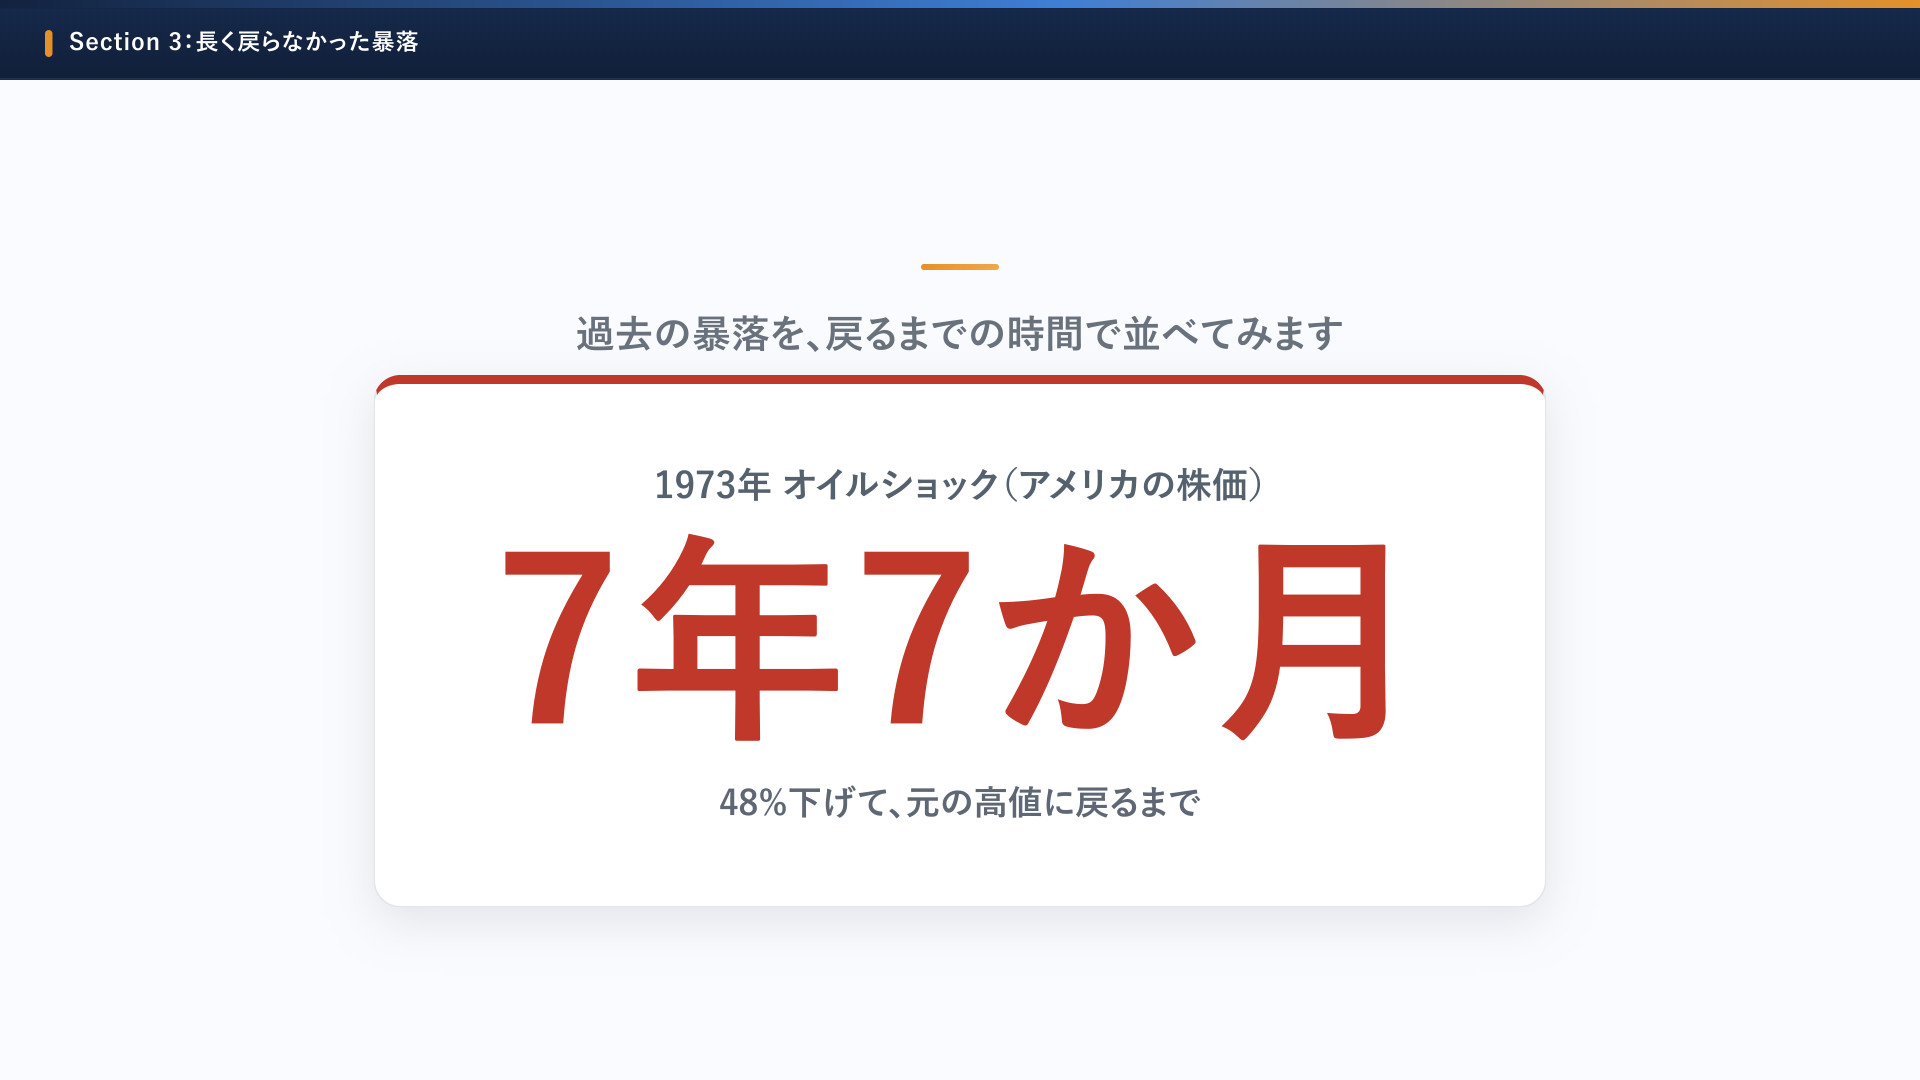 Section 3：長く戻らなかった暴落
過去の暴落を、戻るまでの時間で並べてみます
1973年 オイルショック（アメリカの株価）
7年7か月
48%下げて、元の高値に戻るまで